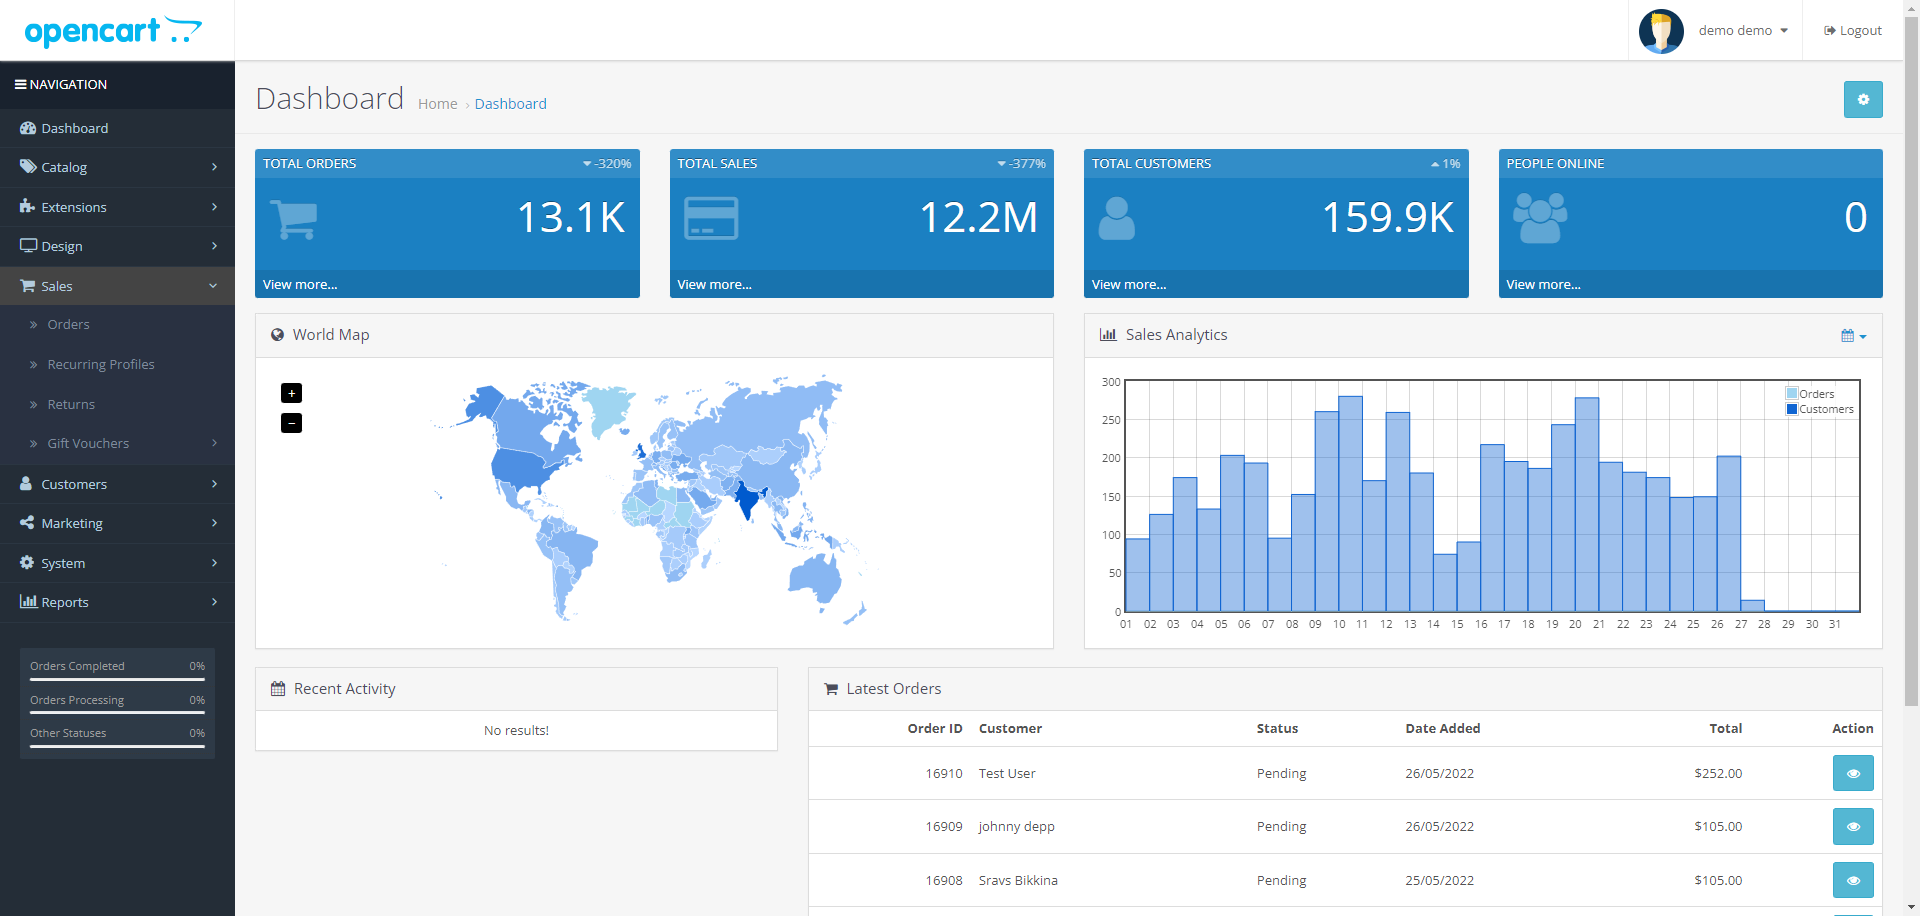 opencart
demo demo
Logout
NAVIGATION
Dashboard
Catalog
Extensions
Design
Sales
Orders
Recurring Profiles
Returns
Gift Vouchers
Customers
Marketing
System
Reports
Orders Completed 0%
Orders Processing 0%
Other Statuses 0%
Dashboard Home › Dashboard
TOTAL ORDERS -320%
13.1K
View more...
TOTAL SALES -377%
12.2M
View more...
TOTAL CUSTOMERS 1%
159.9K
View more...
PEOPLE ONLINE
0
View more...
World Map
+
−
Sales Analytics
300
250
200
150
100
50
0
Orders
Customers
01 02 03 04 05 06 07 08 09 10 11 12 13 14 15 16 17 18 19 20 21 22 23 24 25 26 27 28 29 30 31
Recent Activity
No results!
Latest Orders
Order ID Customer Status Date Added Total Action
16910 Test User Pending 26/05/2022 $252.00
16909 johnny depp Pending 26/05/2022 $105.00
16908 Sravs Bikkina Pending 25/05/2022 $105.00